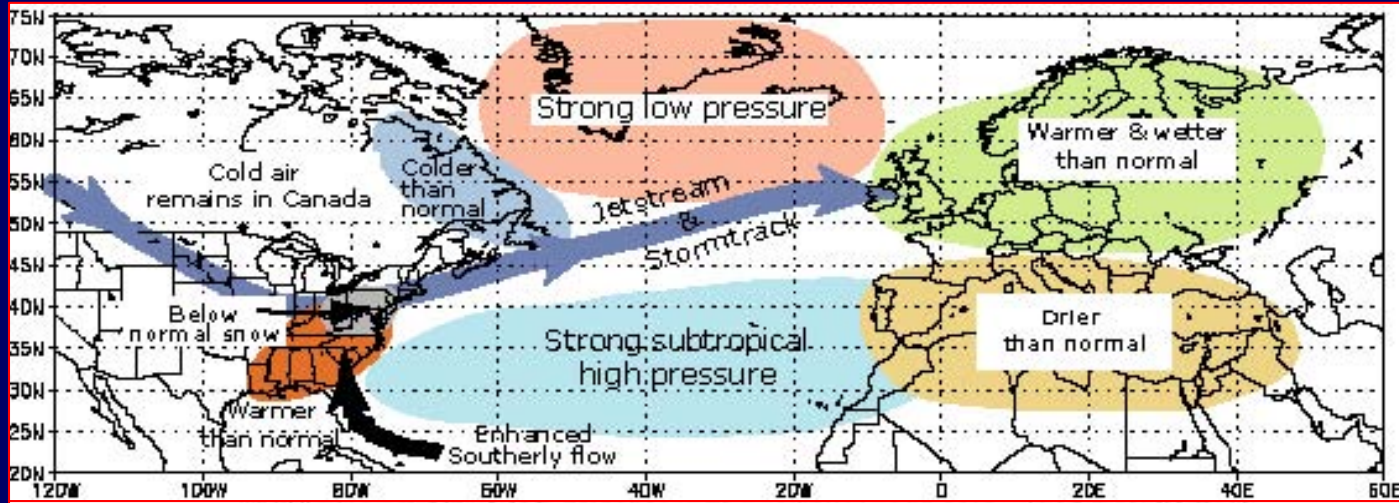 75N
70N
65N
60N
55N
50N
45N
40N
35N
30N
25N
20N
Strong low pressure
Warmer & wetter
than normal
Cold air
remains in Canada
Colder
than
normal
Jetstream
&
Stormtrack
Below
normal snow
Strong subtropical
high pressure
Drier
than normal
Warmer
than normal
Enhanced
Southerly flow
120W 100W 80W 60W 40W 20W 0 20E 40E 60E